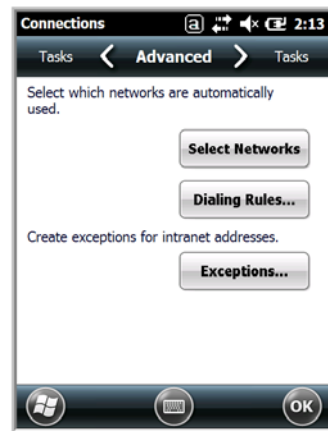 Connections a 2:13
Tasks Advanced Tasks
Select which networks are automatically
used.
Select Networks
Dialing Rules...
Create exceptions for intranet addresses.
Exceptions...
OK